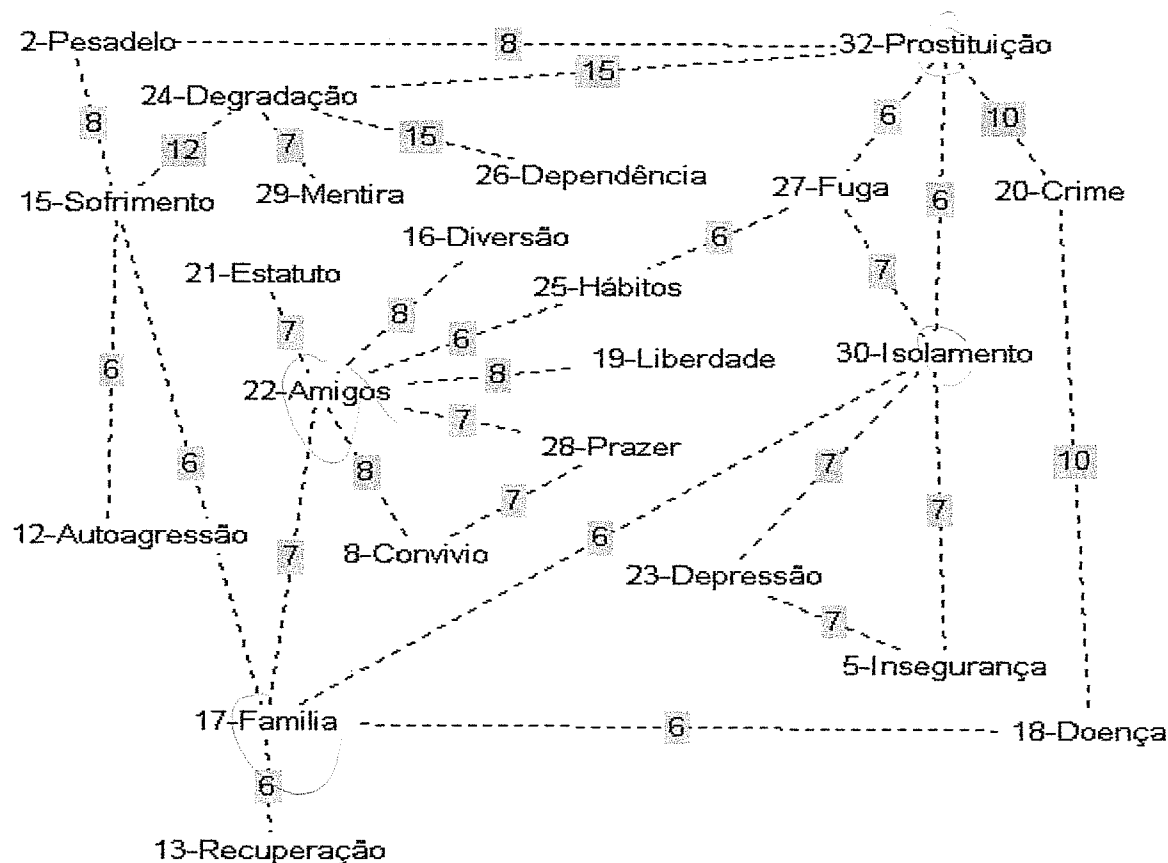 2-Pesadelo
8
32-Prostituição
15
24-Degradação
8
12
7
15
6
10
26-Dependência
15-Sofrimento
29-Mentira
27-Fuga
6
20-Crime
16-Diversão
6
21-Estatuto
25-Hábitos
7
7
8
6
19-Liberdade
30-Isolamento
6
22-Amigos
8
7
28-Prazer
6
8
7
7
10
12-Autoagressão
7
8-Convivio
6
7
23-Depressão
7
5-Insegurança
17-Familia
6
18-Doença
6
13-Recuperação